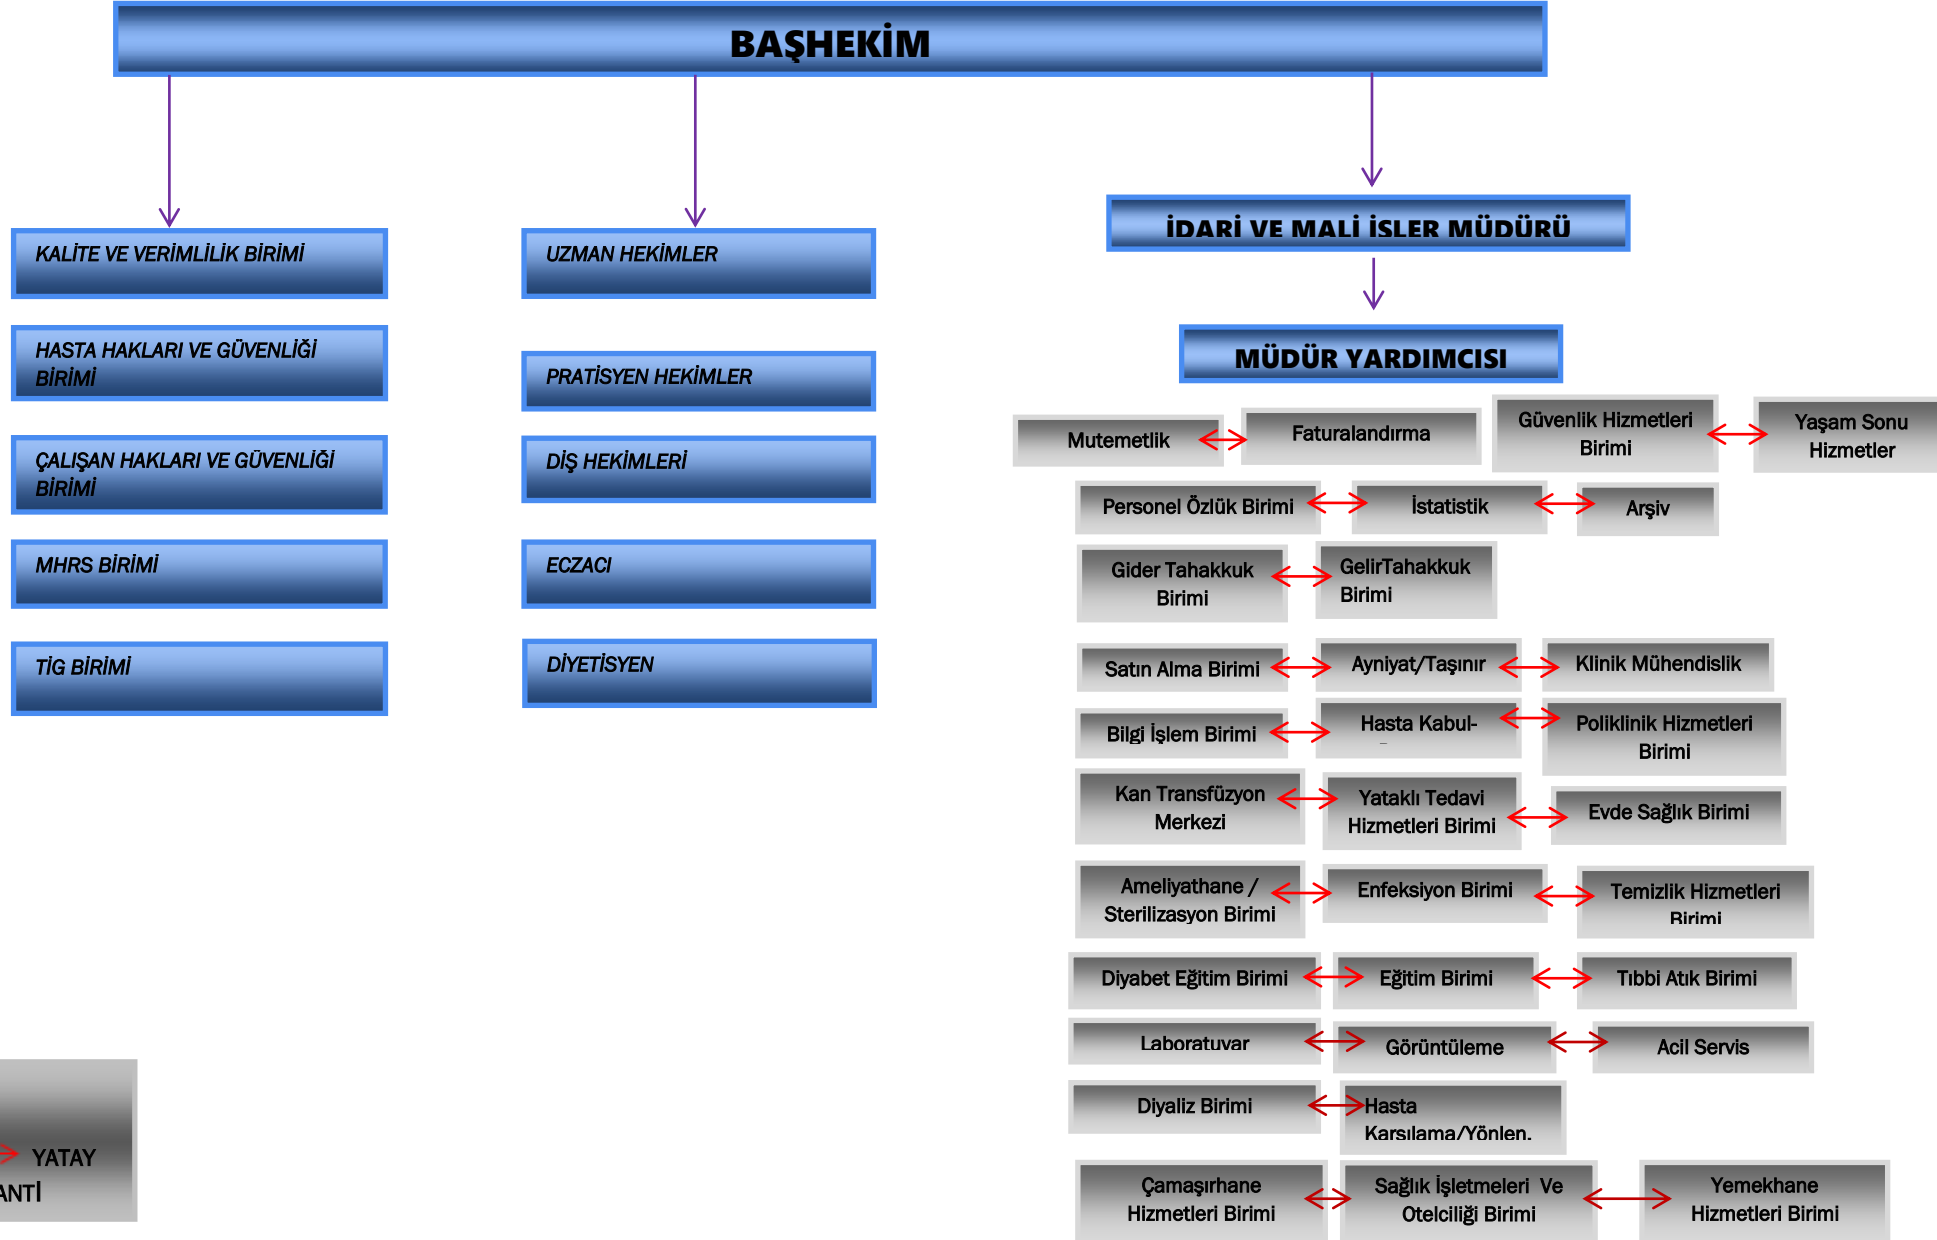 BAŞHEKİM
KALİTE VE VERİMLİLİK BİRİMİ
HASTA HAKLARI VE GÜVENLİĞİ
BİRİMİ
ÇALIŞAN HAKLARI VE GÜVENLİĞİ
BİRİMİ
MHRS BİRİMİ
TİG BİRİMİ
UZMAN HEKİMLER
PRATİSYEN HEKİMLER
DİŞ HEKİMLERİ
ECZACI
DİYETİSYEN
İDARİ VE MALİ İŞLER MÜDÜRÜ
MÜDÜR YARDIMCISI
Mutemetlik
Faturalandırma
Güvenlik Hizmetleri
Birimi
Yaşam Sonu
Hizmetler
Personel Özlük Birimi
İstatistik
Arşiv
Gider Tahakkuk
Birimi
GelirTahakkuk
Birimi
Satın Alma Birimi
Ayniyat/Taşınır
Klinik Mühendislik
Bilgi İşlem Birimi
Hasta Kabul-
Poliklinik Hizmetleri
Birimi
Kan Transfüzyon
Merkezi
Yataklı Tedavi
Hizmetleri Birimi
Evde Sağlık Birimi
Ameliyathane /
Sterilizasyon Birimi
Enfeksiyon Birimi
Temizlik Hizmetleri
Birimi
Diyabet Eğitim Birimi
Eğitim Birimi
Tıbbi Atık Birimi
Laboratuvar
Görüntüleme
Acil Servis
Diyaliz Birimi
Hasta
Karşılama/Yönlen.
Çamaşırhane
Hizmetleri Birimi
Sağlık İşletmeleri Ve
Otelciliği Birimi
Yemekhane
Hizmetleri Birimi
YATAY
ANTİ